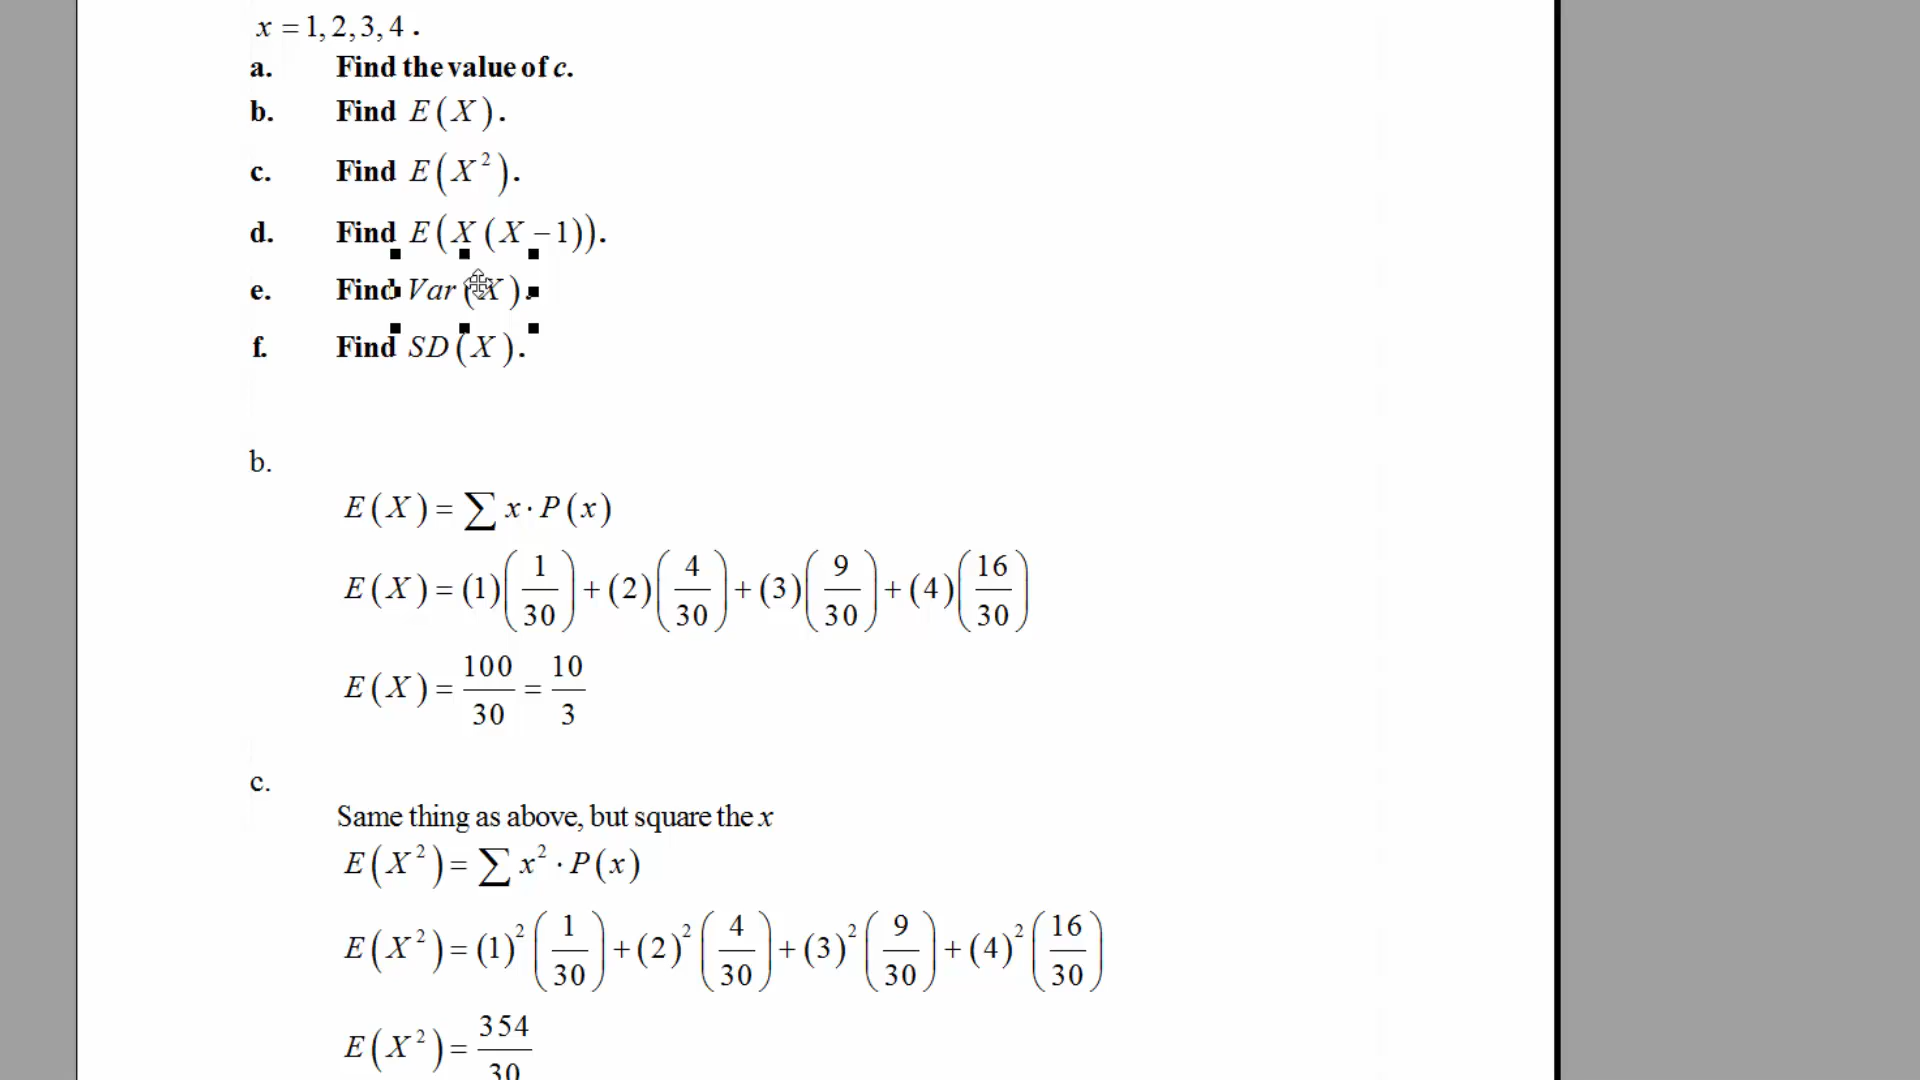 x = 1, 2, 3, 4 .
a. Find the value of c.
b. Find E(X).
c. Find E(X²).
d. Find E(X(X−1)).
e. Find Var(X).
f. Find SD(X).
b.
E(X) = ∑ x · P(x)
E(X) = (1)(1/30) + (2)(4/30) + (3)(9/30) + (4)(16/30)
E(X) = 100/30 = 10/3
c.
Same thing as above, but square the x
E(X²) = ∑ x² · P(x)
E(X²) = (1)²(1/30) + (2)²(4/30) + (3)²(9/30) + (4)²(16/30)
E(X²) = 354/30